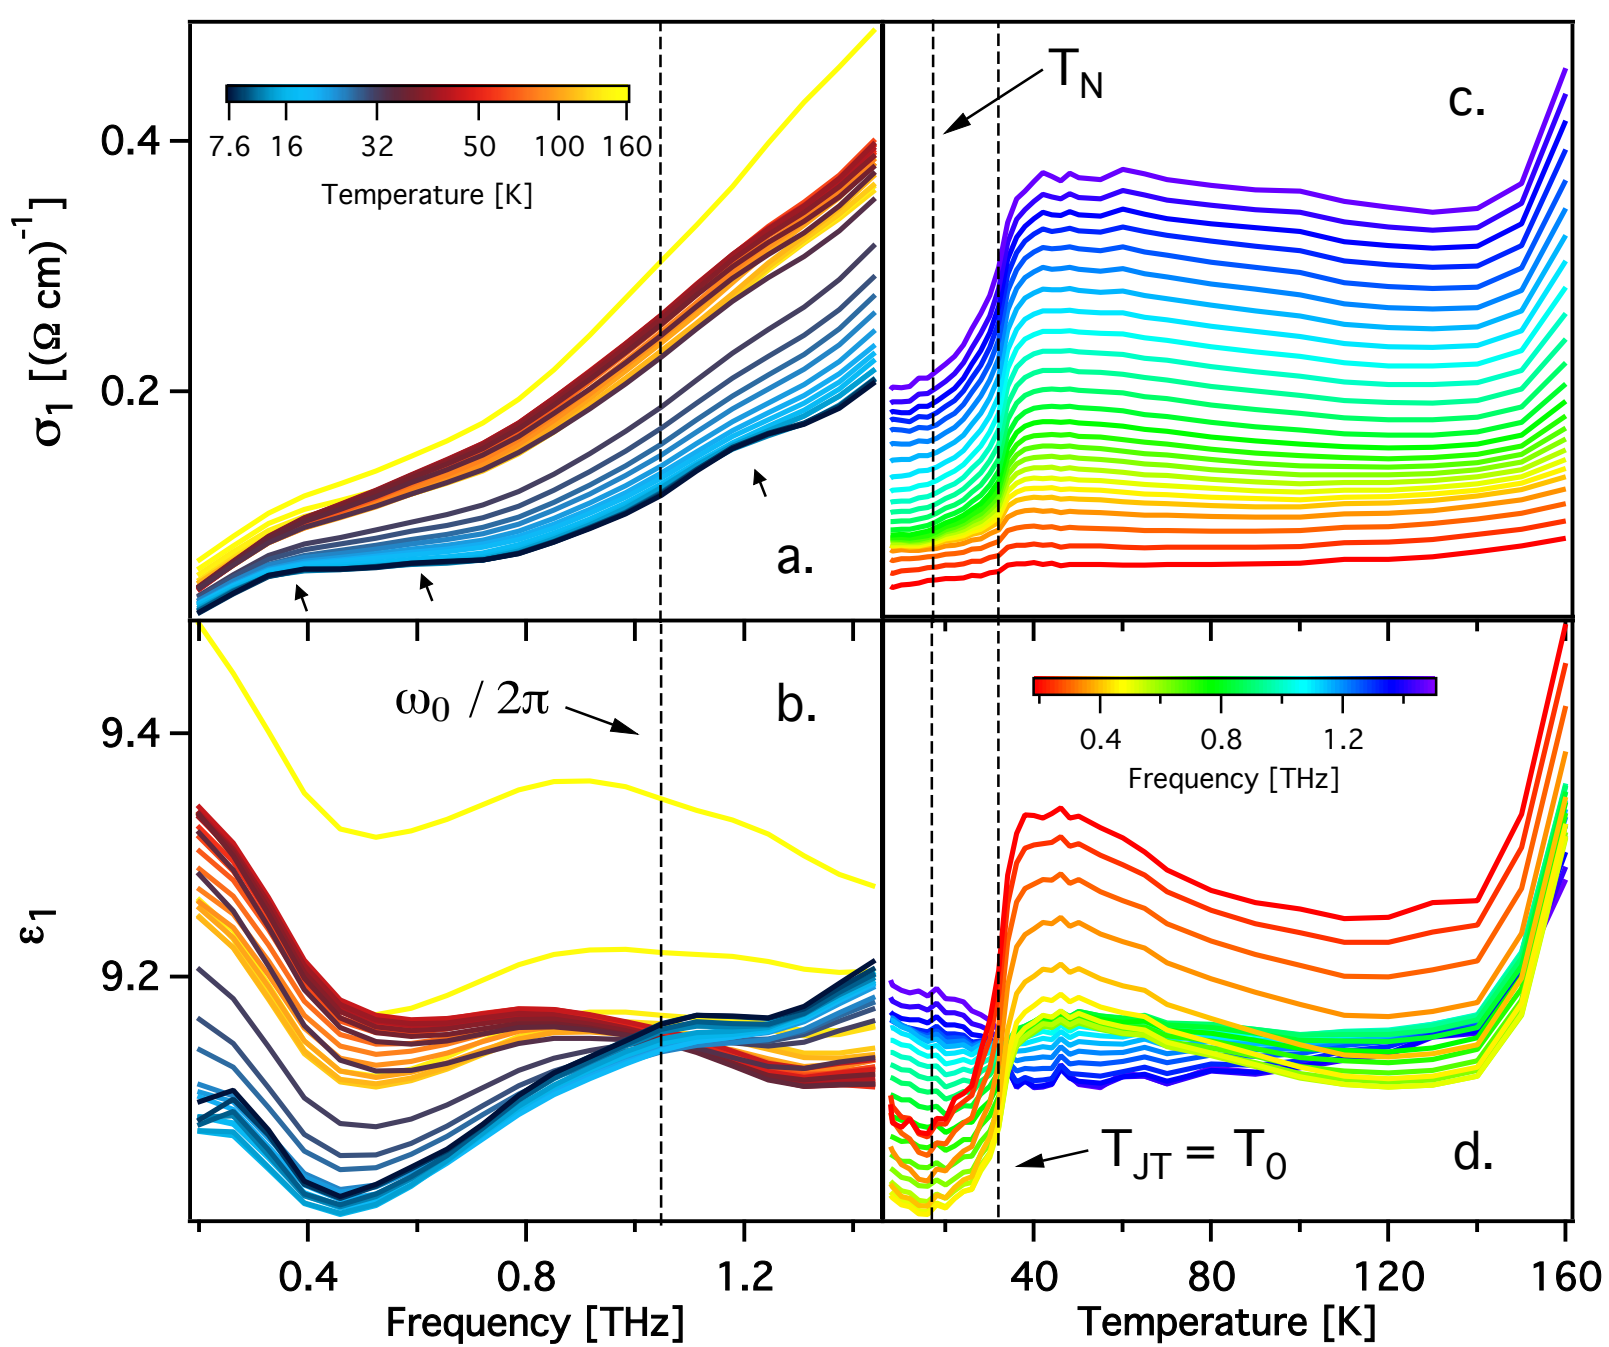 7.6 16 32 50 100 160
Temperature [K]
0.4
0.2
σ1 [(Ω cm)-1]
a.
TN
c.
ω0 / 2π
b.
9.4
9.2
ε1
0.4 0.8 1.2
Frequency [THz]
0.4 0.8 1.2
Frequency [THz]
TJT = T0
d.
40 80 120 160
Temperature [K]